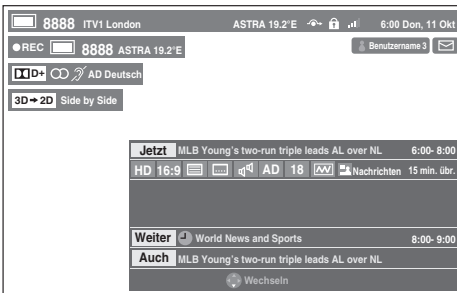 8888 ITV1 London ASTRA 19.2°E 6:00 Don, 11 Okt
REC 8888 ASTRA 19.2°E Benutzername 3
D+ AD Deutsch
3D➔2D Side by Side
Jetzt MLB Young's two-run triple leads AL over NL 6:00- 8:00
HD 16:9 AD 18 Nachrichten 15 min. übr.
Weiter World News and Sports 8:00- 9:00
Auch MLB Young's two-run triple leads AL over NL
Wechseln